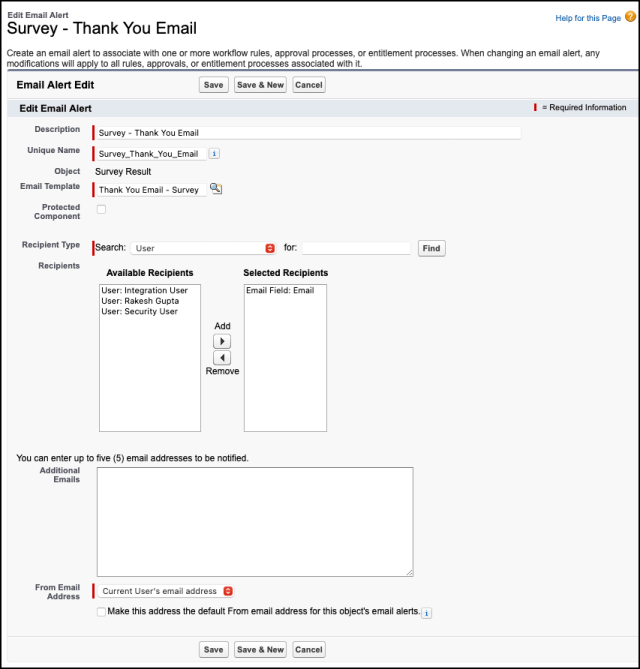 Edit Email Alert
Survey - Thank You Email
Help for this Page
Create an email alert to associate with one or more workflow rules, approval processes, or entitlement processes. When changing an email alert, any
modifications will apply to all rules, approvals, or entitlement processes associated with it.
Email Alert Edit
Save
Save & New
Cancel
Edit Email Alert
= Required Information
Description
Survey - Thank You Email
Unique Name
Survey_Thank_You_Email
i
Object
Survey Result
Email Template
Thank You Email - Survey
Protected
Component
Recipient Type
Search:
User
for:
Find
Recipients
Available Recipients
Selected Recipients
User: Integration User
User: Rakesh Gupta
User: Security User
Email Field: Email
Add
Remove
You can enter up to five (5) email addresses to be notified.
Additional
Emails
From Email
Address
Current User's email address
Make this address the default From email address for this object's email alerts.
i
Save
Save & New
Cancel